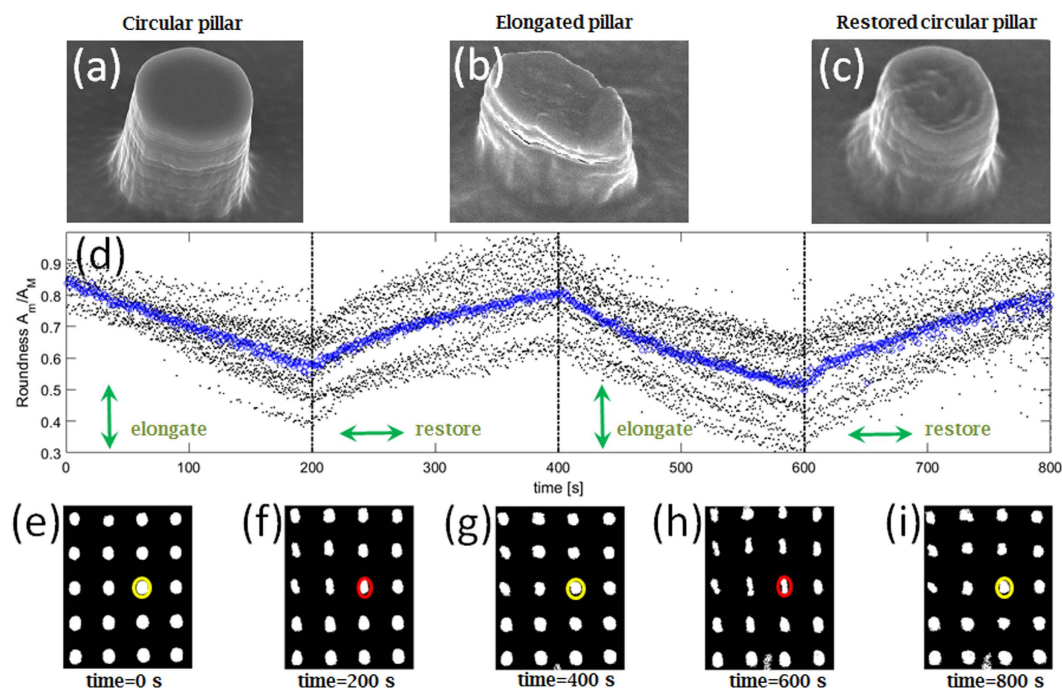 Circular pillar
Elongated pillar
Restored circular pillar
(a)
(b)
(c)
(d)
Roundness Am/AM
0.9
0.8
0.7
0.6
0.5
0.4
0.3
elongate
restore
elongate
restore
0
100
200
300
400
500
600
700
800
time [s]
(e)
(f)
(g)
(h)
(i)
time=0 s
time=200 s
time=400 s
time=600 s
time=800 s